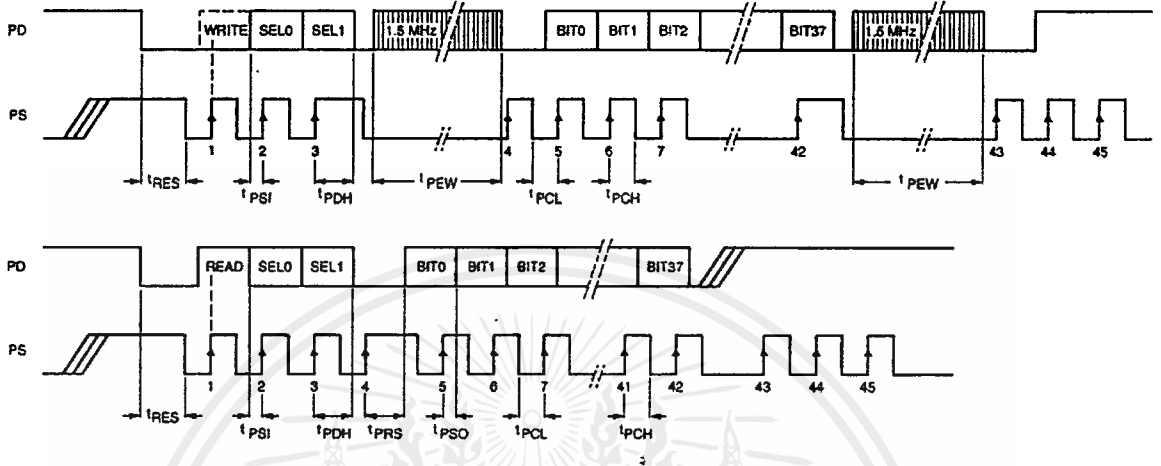 PD WRITE SEL0 SEL1 1.5 MHz BIT0 BIT1 BIT2 BIT37 1.5 MHz
PS
1 2 3 4 5 6 7 42 43 44 45
tRES tPSI tPDH tPEW tPCL tPCH tPEW
PD READ SEL0 SEL1 BIT0 BIT1 BIT2 BIT37
PS
1 2 3 4 5 6 7 41 42 43 44 45
tRES tPSI tPDH tPRS tPSO tPCL tPCH